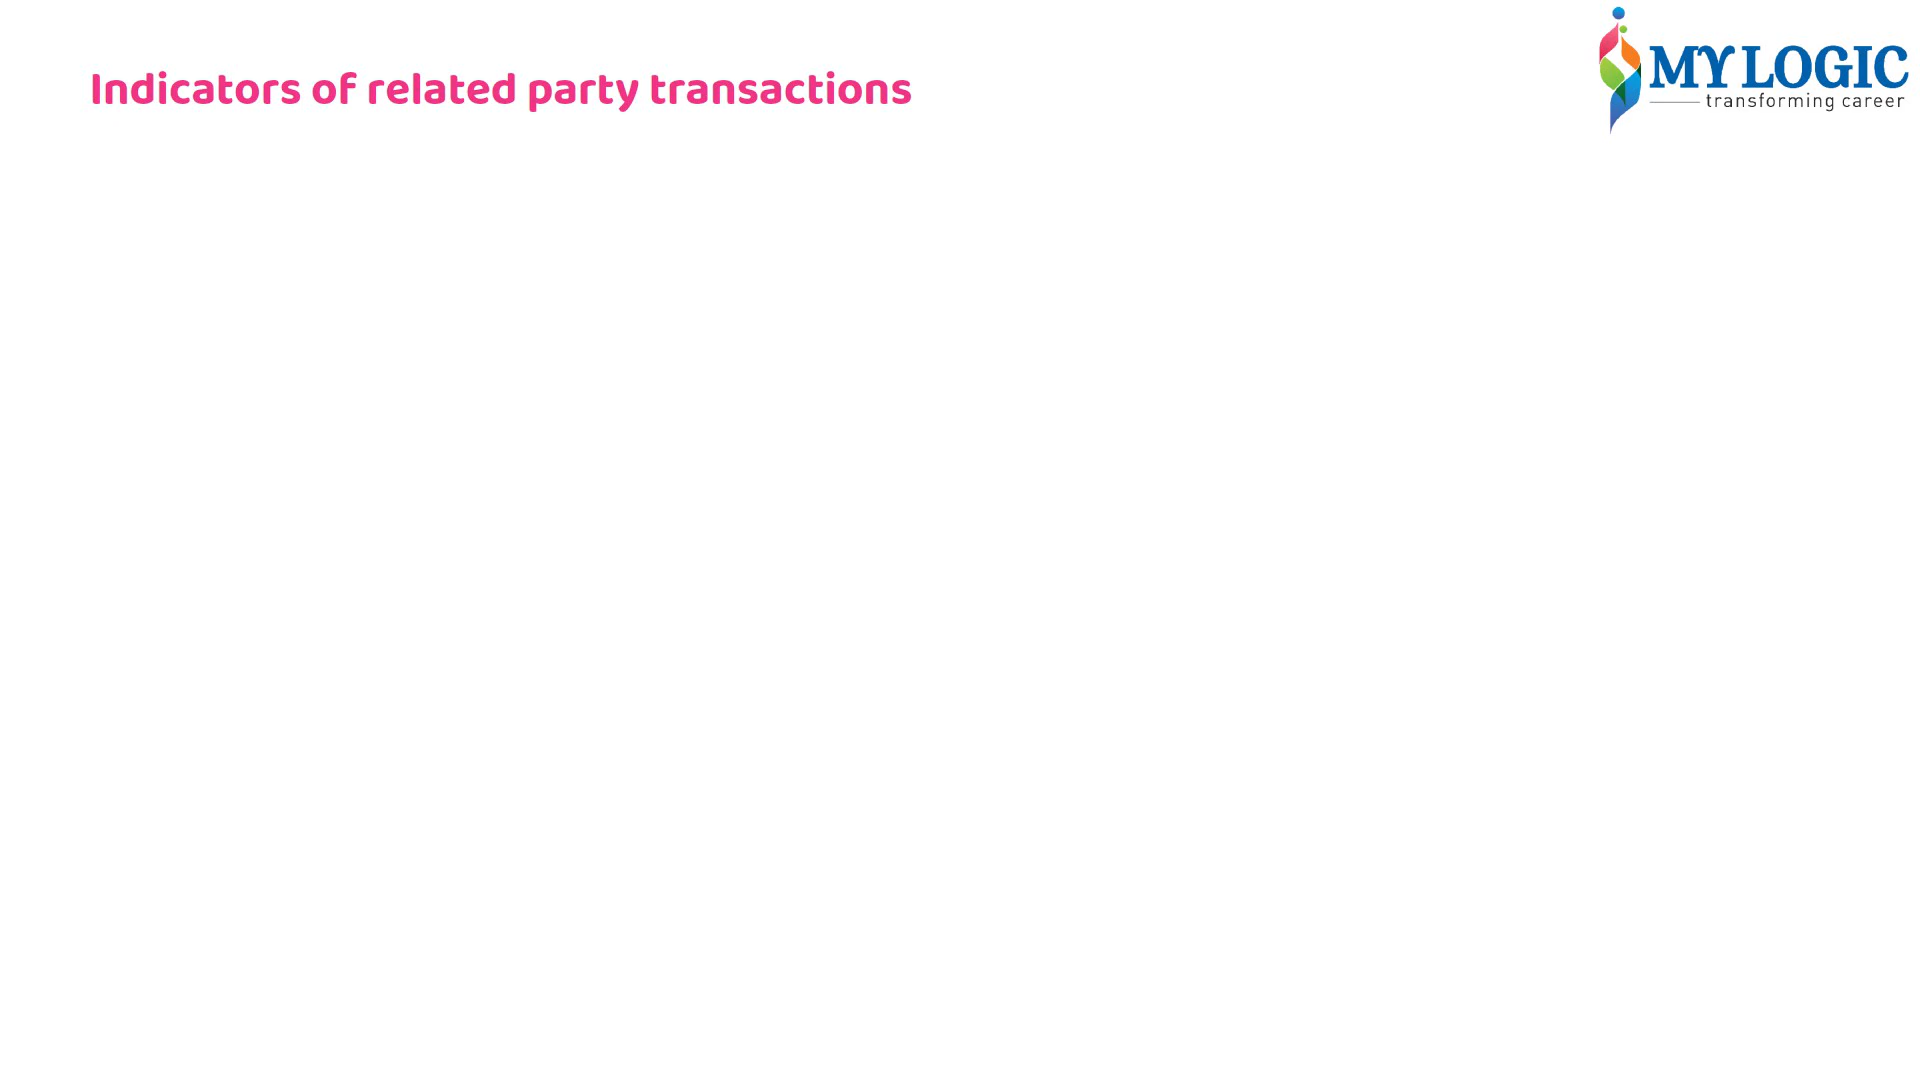 Indicators of related party transactions
MY LOGIC
transforming career